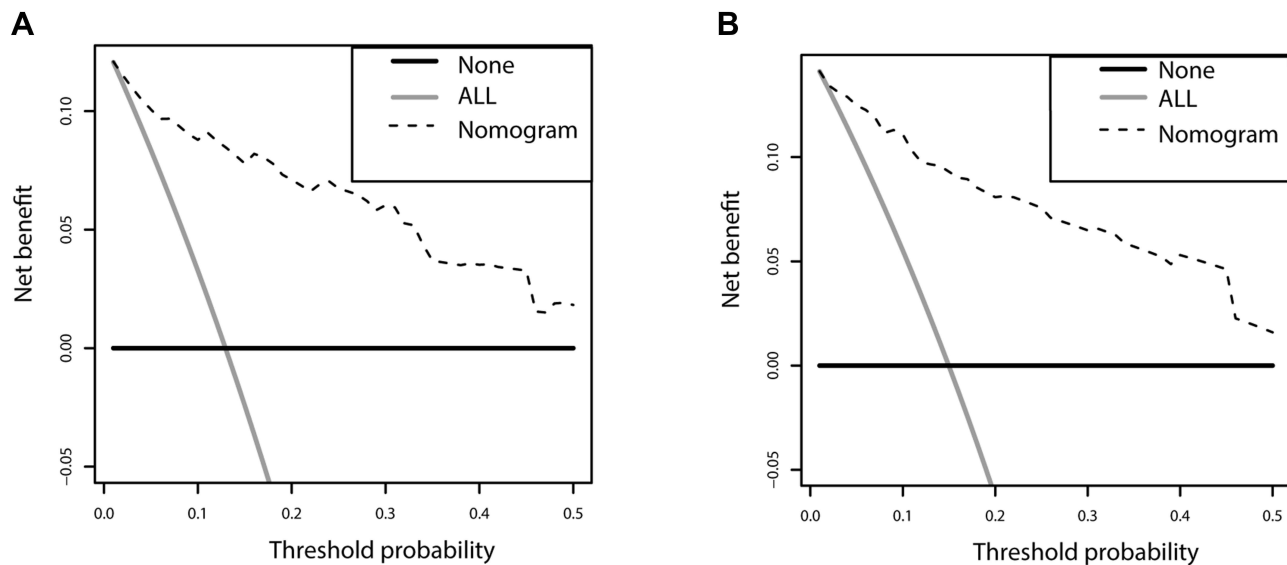 A
None
ALL
Nomogram
Net benefit
0.10
0.05
0.00
−0.05
0.0 0.1 0.2 0.3 0.4 0.5
Threshold probability
B
None
ALL
Nomogram
Net benefit
0.10
0.05
0.00
−0.05
0.0 0.1 0.2 0.3 0.4 0.5
Threshold probability